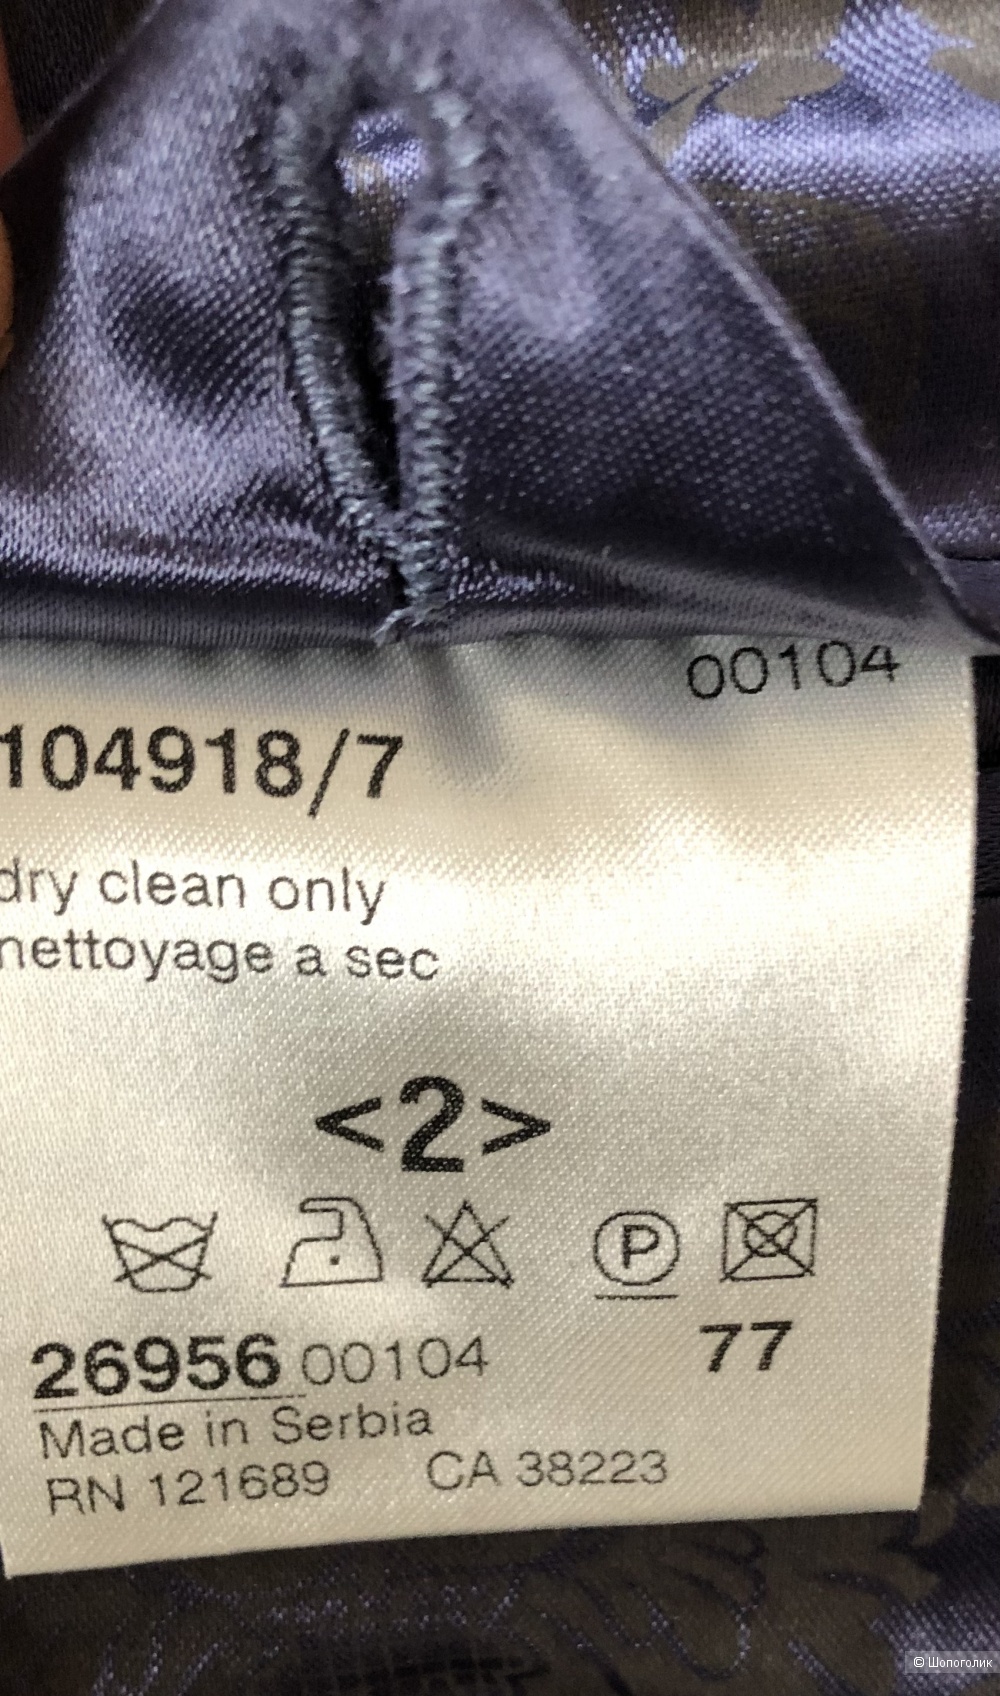 00104
104918/7
dry clean only
nettoyage a sec
<2>
P
26956 00104 77
Made in Serbia
RN 121689 CA 38223
© Шопоголик